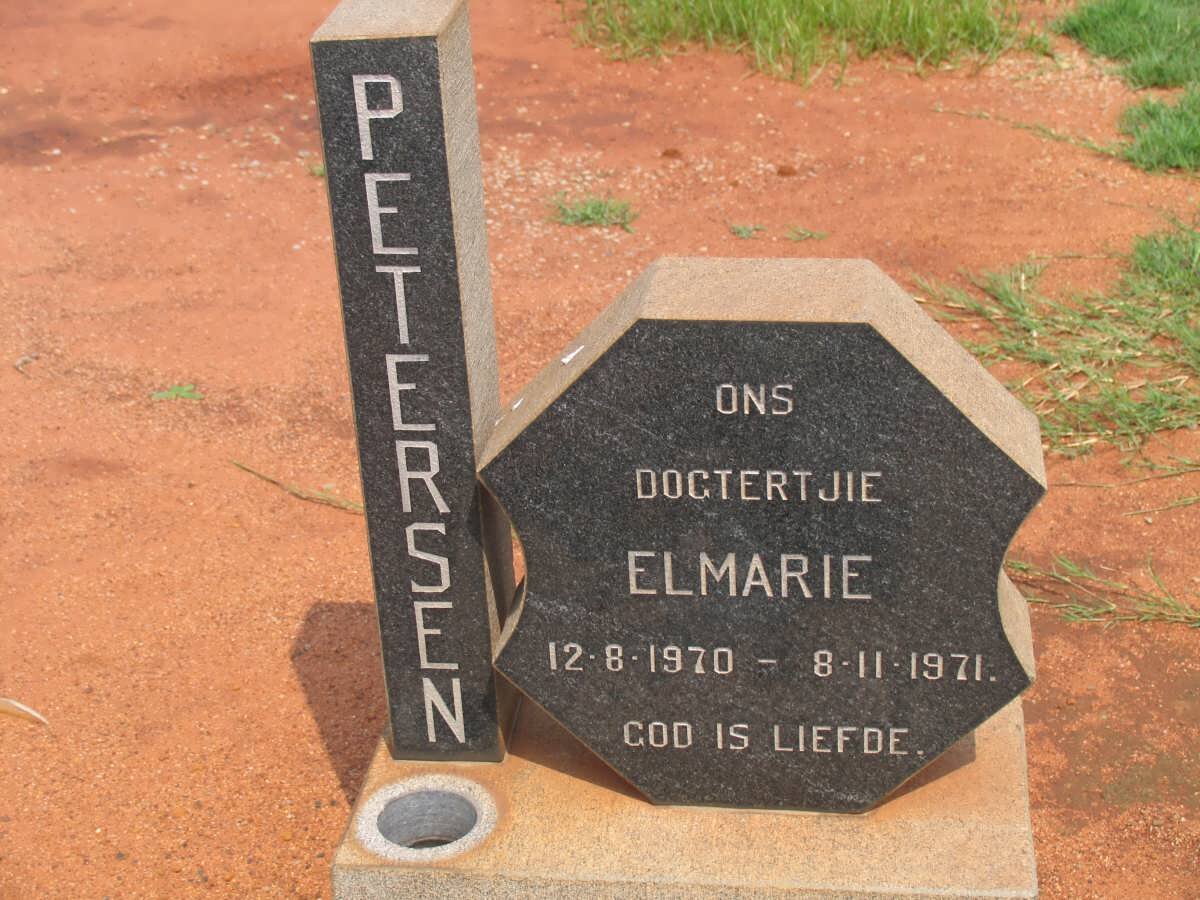 PETERSEN
ONS
DOGTERTJIE
ELMARIE
12·8·1970 – 8·11·1971.
GOD IS LIEFDE.